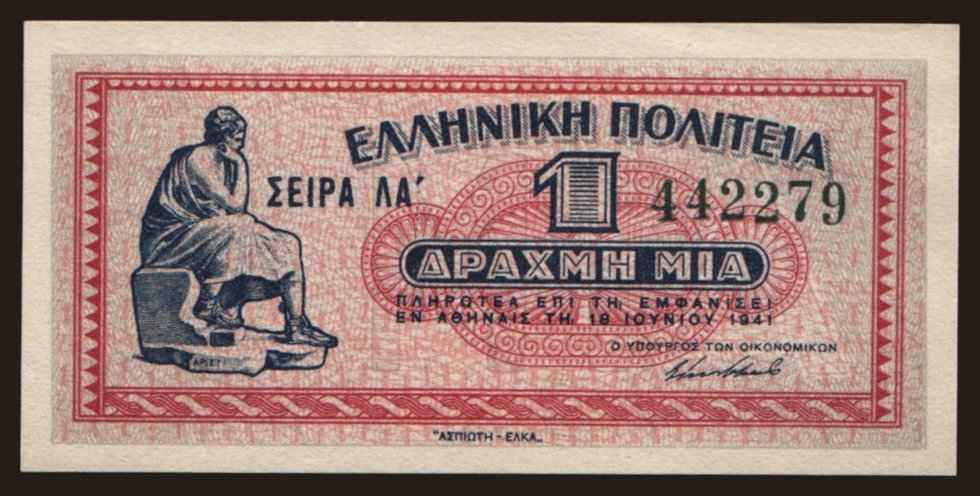 ΕΛΛΗΝΙΚΗ ΠΟΛΙΤΕΙΑ
ΣΕΙΡΑ ΛΑ΄
1
442279
ΔΡΑΧΜΗ ΜΙΑ
ΠΛΗΡΩΤΕΑ ΕΠΙ ΤΗ ΕΜΦΑΝΙΣΕΙ
ΕΝ ΑΘΗΝΑΙΣ ΤΗ 18 ΙΟΥΝΙΟΥ 1941
Ο ΥΠΟΥΡΓΟΣ ΤΩΝ ΟΙΚΟΝΟΜΙΚΩΝ
ΑΡΙΣΤ
"ΑΣΠΙΩΤΗ - ΕΛΚΑ„